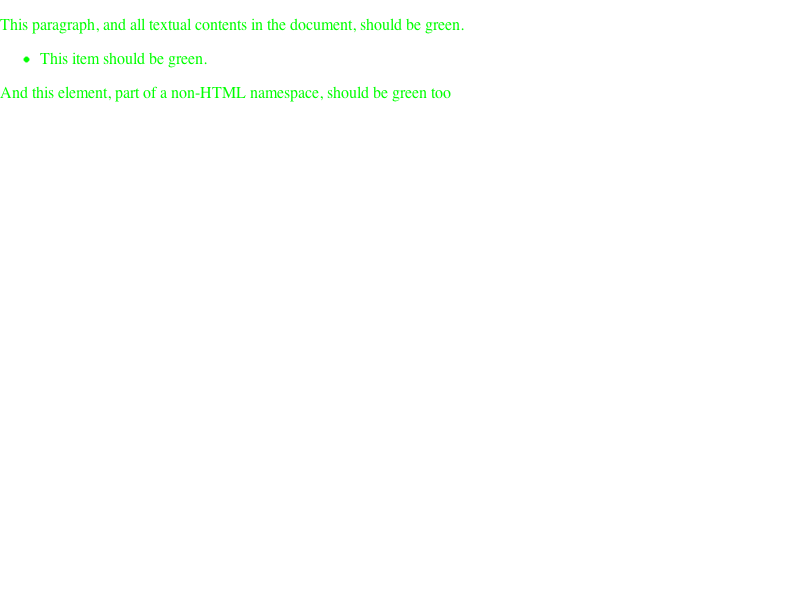 This paragraph, and all textual contents in the document, should be green.
This item should be green.
And this element, part of a non-HTML namespace, should be green too